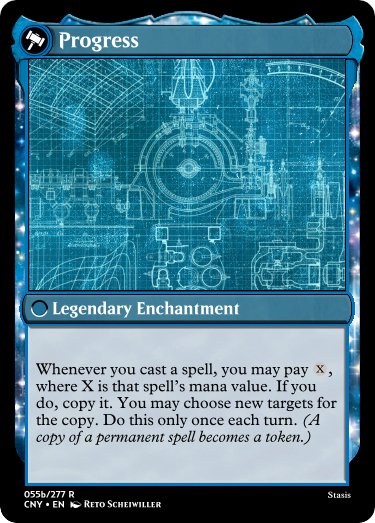 Progress
Legendary Enchantment
Whenever you cast a spell, you may pay X,
where X is that spell's mana value. If you
do, copy it. You may choose new targets for
the copy. Do this only once each turn. (A
copy of a permanent spell becomes a token.)
055b/277 R
Stasis
CNY • EN Reto Scheiwiller